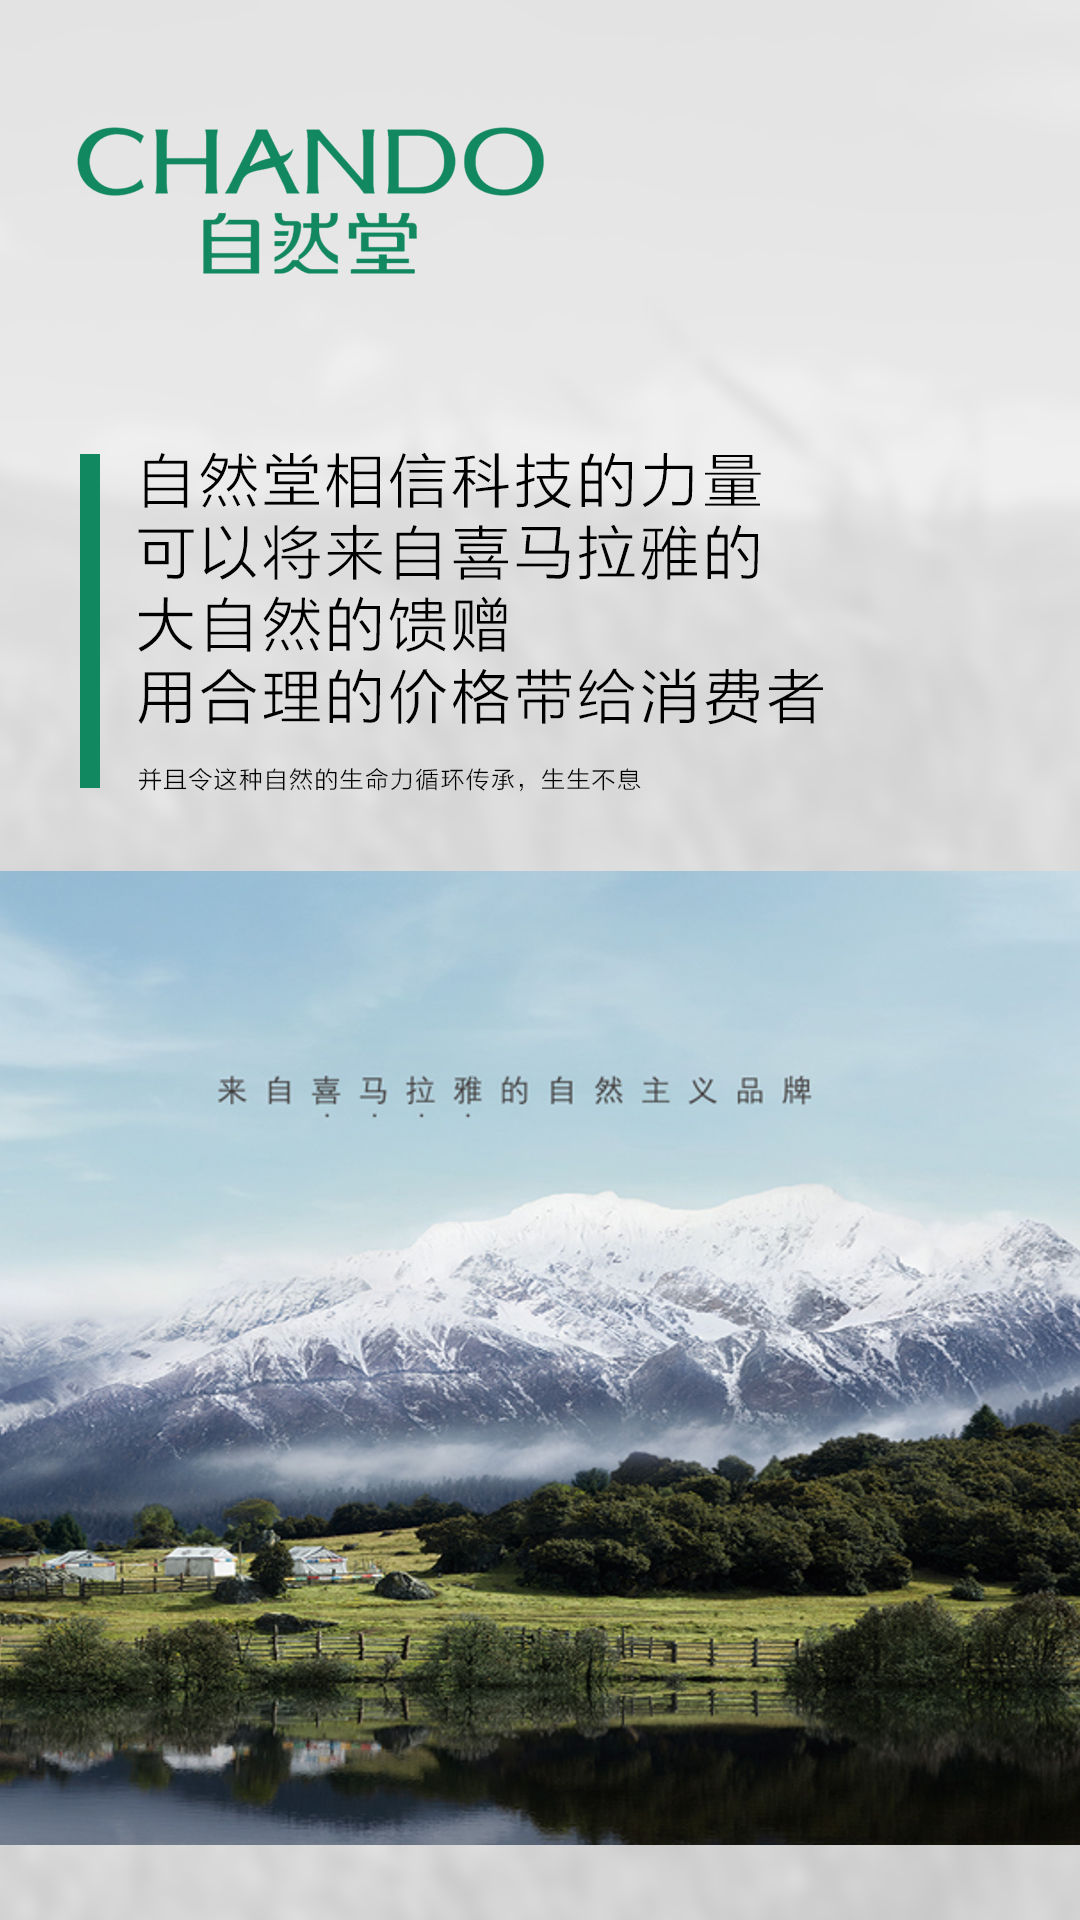 CHANDO
自然堂
自然堂相信科技的力量
可以将来自喜马拉雅的
大自然的馈赠
用合理的价格带给消费者
并且令这种自然的生命力循环传承，生生不息
来自喜马拉雅的自然主义品牌